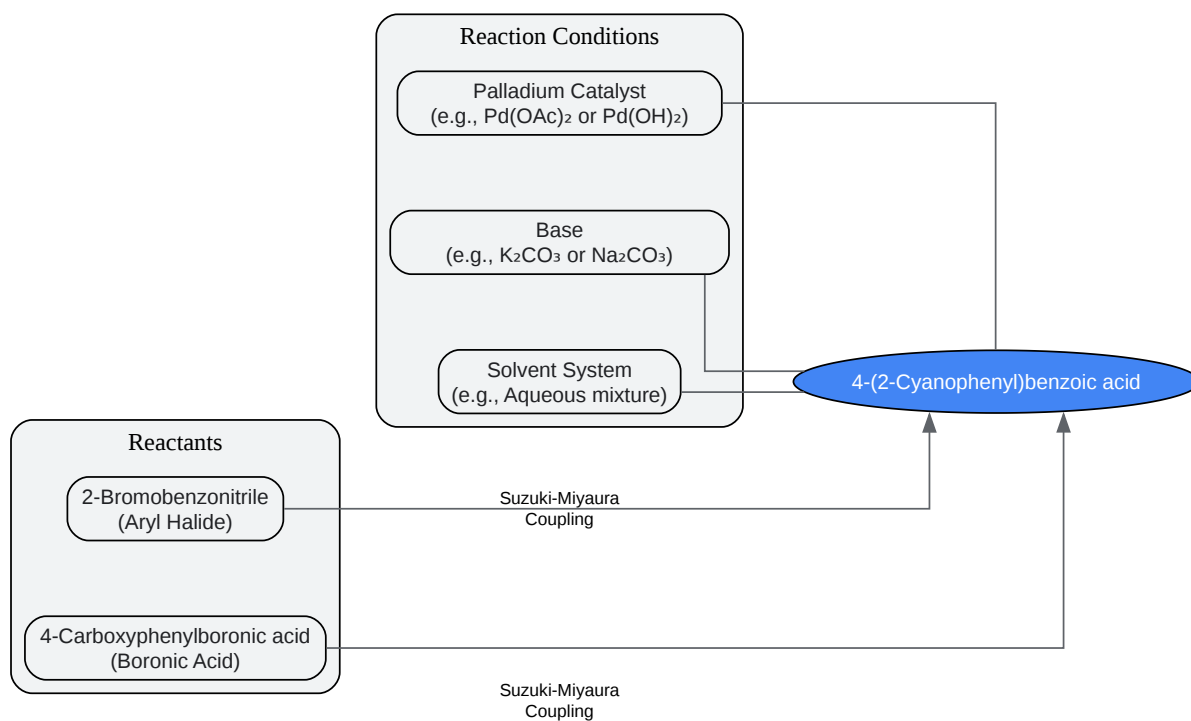 Reaction Conditions
Palladium Catalyst
(e.g., Pd(OAc)₂ or Pd(OH)₂)
Base
(e.g., K₂CO₃ or Na₂CO₃)
Solvent System
(e.g., Aqueous mixture)
4-(2-Cyanophenyl)benzoic acid
Reactants
2-Bromobenzonitrile
(Aryl Halide)
Suzuki-Miyaura
Coupling
4-Carboxyphenylboronic acid
(Boronic Acid)
Suzuki-Miyaura
Coupling